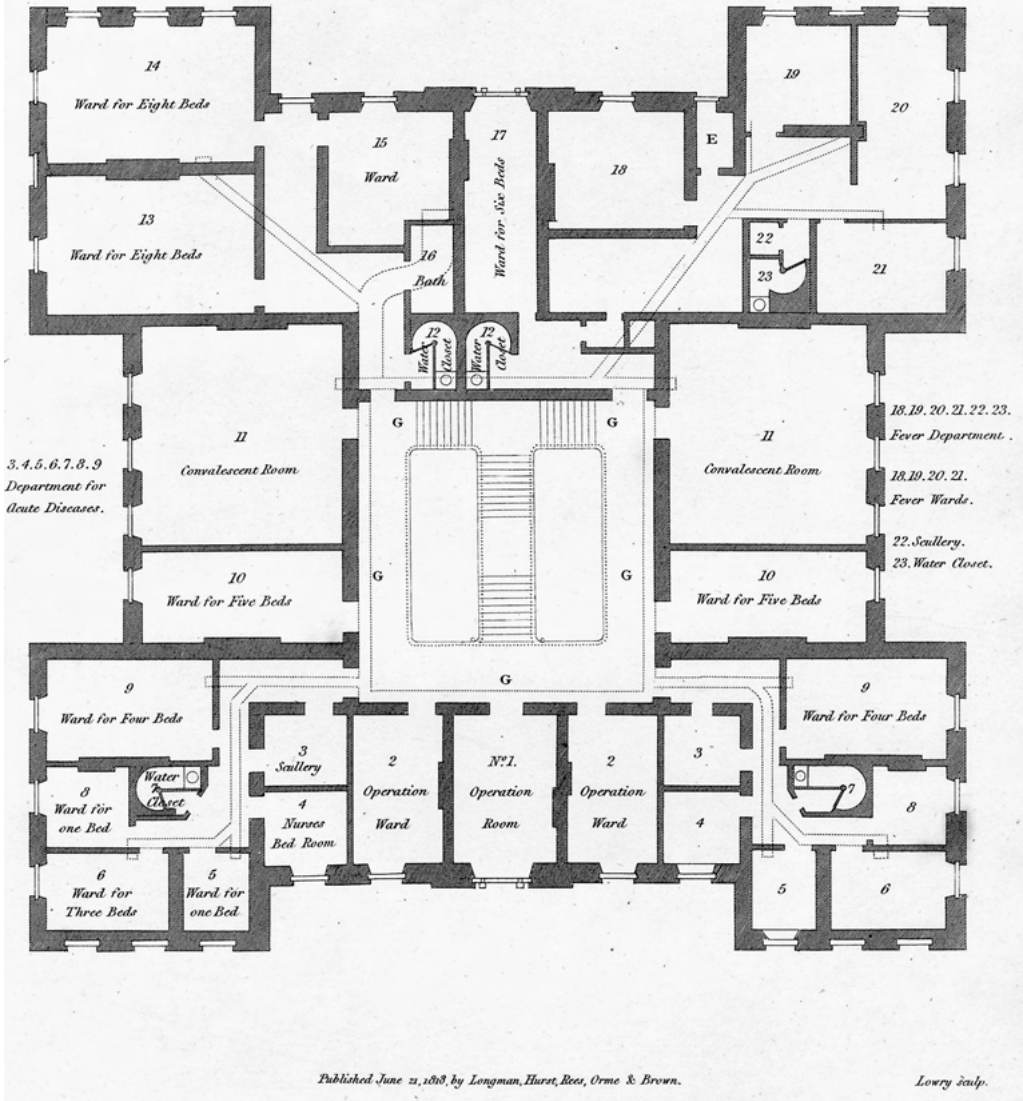 14
Ward for Eight Beds
13
Ward for Eight Beds
15
Ward
16
Bath
17
Ward for Six Beds
18
E
19
20
21
22
23
12
Water
Closet
12
Water
Closet
11
Convalescent Room
11
Convalescent Room
G
G
G
G
G
3.4.5.6.7.8.9
Department for
Acute Diseases.
18.19.20.21.22.23.
Fever Department.
18.19.20.21.
Fever Wards.
22.Scullery.
23.Water Closet.
10
Ward for Five Beds
10
Ward for Five Beds
9
Ward for Four Beds
9
Ward for Four Beds
Water
7
Closet
8
Ward for
one Bed
6
Ward for
Three Beds
5
Ward for
one Bed
3
Scullery
4
Nurses
Bed Room
2
Operation
Ward
No. 1.
Operation
Room
2
Operation
Ward
3
4
7
8
5
6
Published June 21, 1818, by Longman, Hurst, Rees, Orme & Brown.
Lowry sculp.